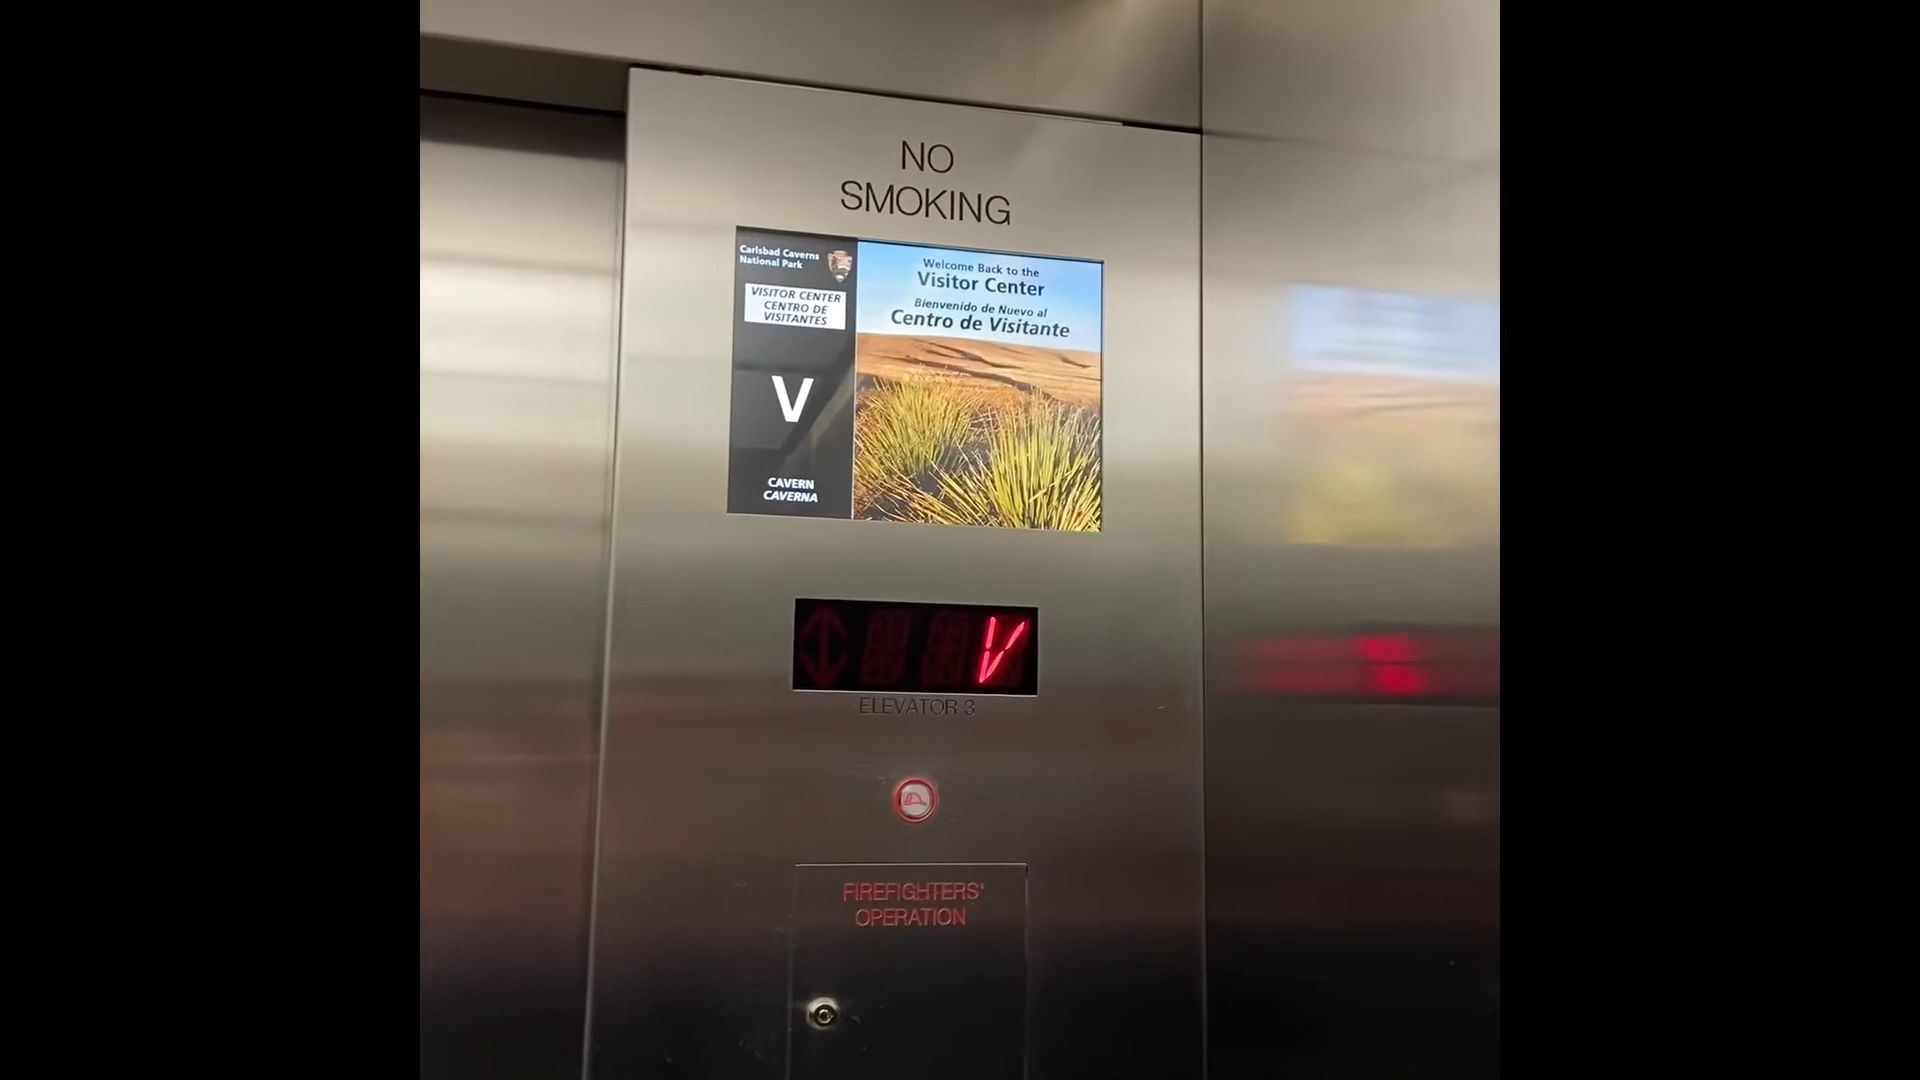 NO
SMOKING
Carlsbad Caverns
National Park
VISITOR CENTER
CENTRO DE
VISITANTES
V
CAVERN
CAVERNA
Welcome Back to the
Visitor Center
Bienvenido de Nuevo al
Centro de Visitante
V
ELEVATOR 3
FIREFIGHTERS'
OPERATION